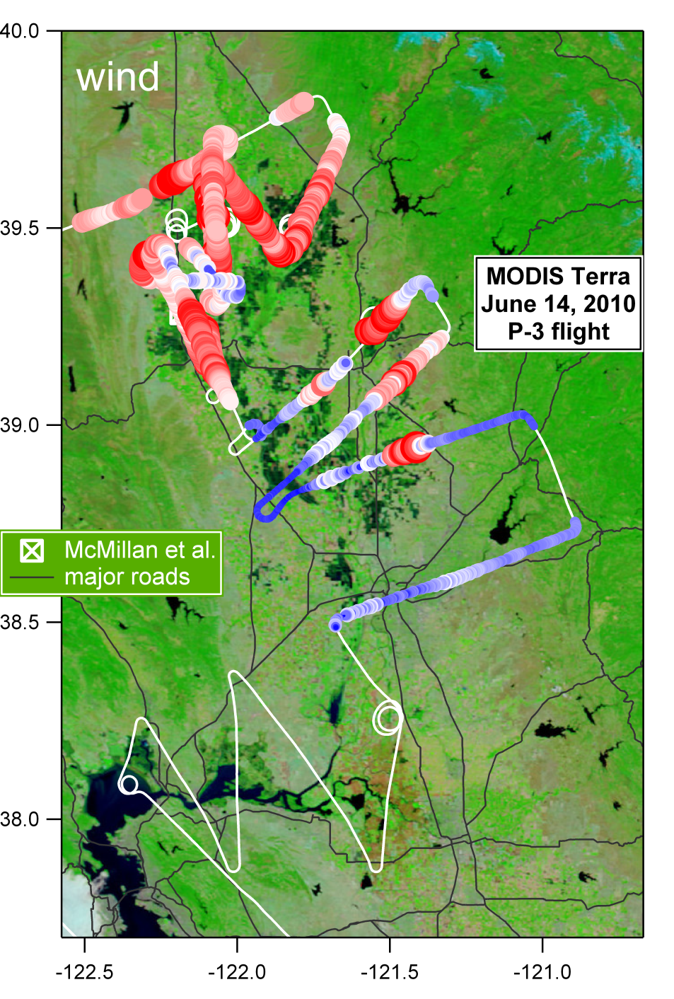 40.0
wind
39.5
MODIS Terra
June 14, 2010
P-3 flight
39.0
McMillan et al.
major roads
38.5
38.0
-122.5 -122.0 -121.5 -121.0